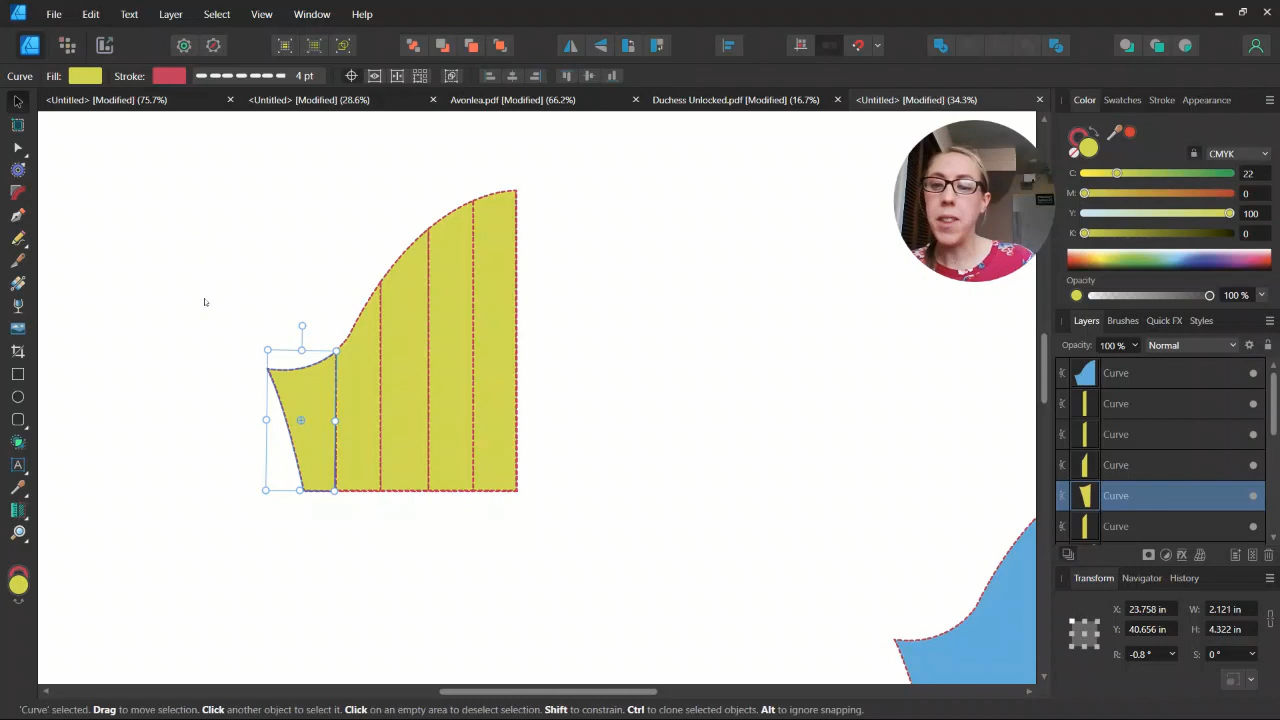 File Edit Text Layer Select View Window Help
Curve Fill: Stroke: 4 pt
<Untitled> [Modified] (75.7%) <Untitled> [Modified] (28.6%) Avonlea.pdf [Modified] (66.2%) Duchess Unlocked.pdf [Modified] (16.7%) <Untitled> [Modified] (34.3%)
Color Swatches Stroke Appearance
CMYK
C: 22
M: 0
Y: 100
K: 0
Opacity
100 %
Layers Brushes Quick FX Styles
Opacity: 100 % Normal
Curve
Curve
Curve
Curve
Curve
Curve
Transform Navigator History
X: 23.758 in W: 2.121 in
Y: 40.656 in H: 4.322 in
R: -0.8 ° S: 0 °
'Curve' selected. Drag to move selection. Click another object to select it. Click on an empty area to deselect selection. Shift to constrain. Ctrl to clone selected objects. Alt to ignore snapping.